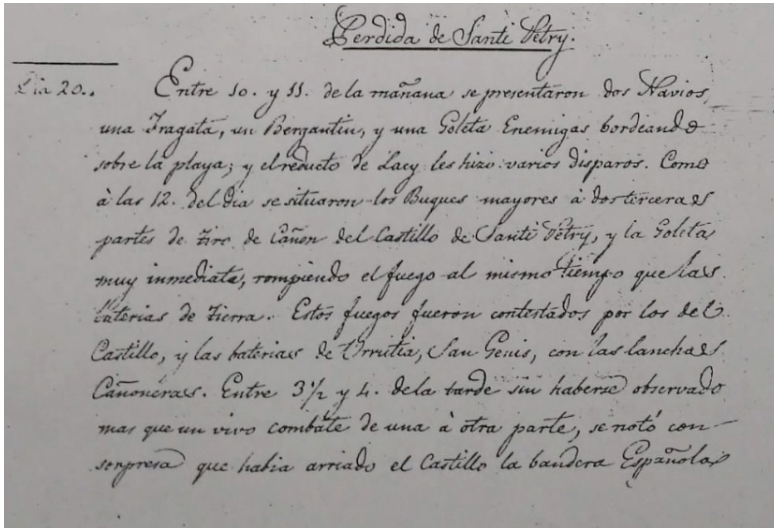 Perdida de Santi Petry.
Dia 20..
Entre 10. y 11. de la mañana se presentaron dos Navios,
una Fragata, un Bergantin, y una Goleta Enemigas bordeando
sobre la playa; y el reducto de Lacy les hizo varios disparos. Como
à las 12. del dia se situaron los Buques mayores à dos terceras
partes de tiro de Cañon del Castillo de Santi Petry, y la Goleta
muy inmediata, rompiendo el fuego al mismo tiempo que las
baterias de tierra. Estos fuegos fueron contestados por los del
Castillo, y las baterias de Urrutia, San Genis, con las lanchas
Cañoneras. Entre 3 1/2 y 4. de la tarde sin haberse observado
mas que un vivo combate de una à otra parte, se notó con
sorpresa que habia arriado el Castillo la bandera Española